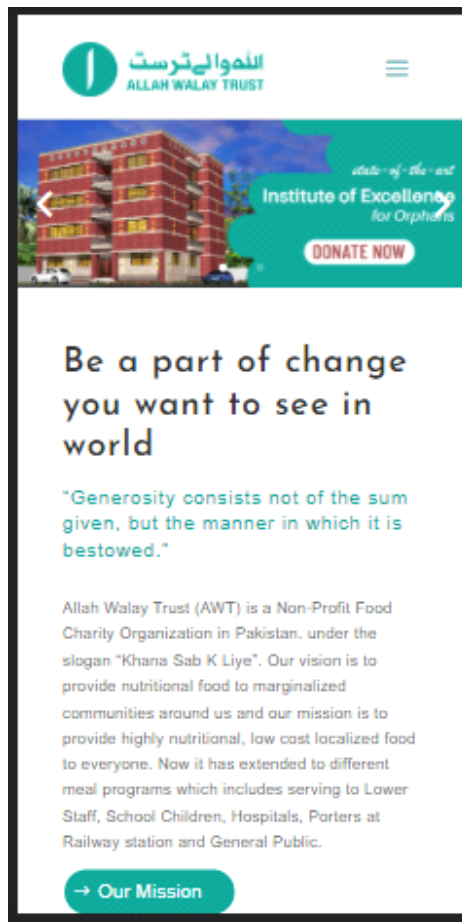 اللہ والے ٹرست
ALLAH WALAY TRUST
state-of-the-art
Institute of Excellence
for Orphans
DONATE NOW
Be a part of change
you want to see in
world
"Generosity consists not of the sum
given, but the manner in which it is
bestowed."
Allah Walay Trust (AWT) is a Non-Profit Food
Charity Organization in Pakistan. under the
slogan “Khana Sab K Liye”. Our vision is to
provide nutritional food to marginalized
communities around us and our mission is to
provide highly nutritional, low cost localized food
to everyone. Now it has extended to different
meal programs which includes serving to Lower
Staff, School Children, Hospitals, Porters at
Railway station and General Public.
→ Our Mission